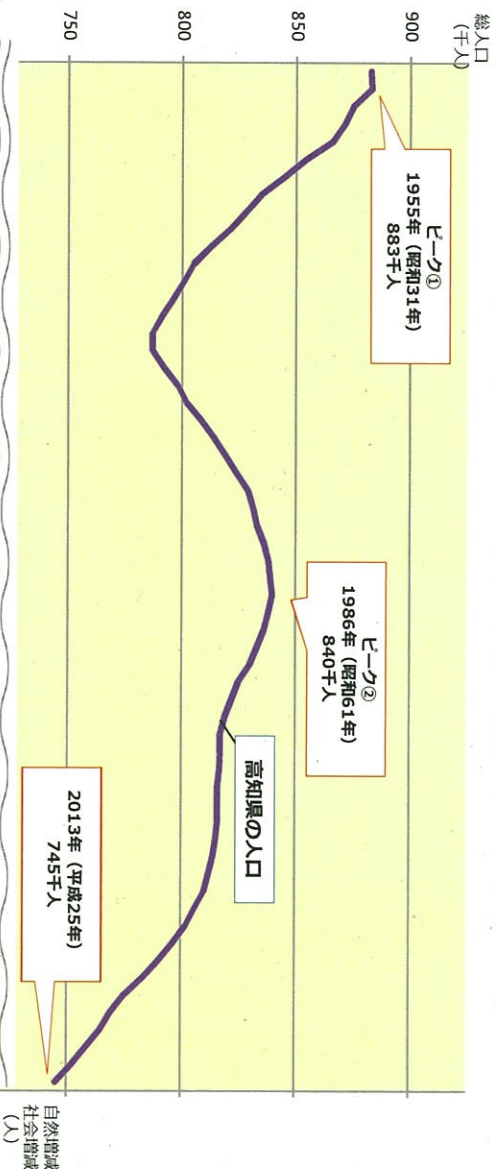 総人口
(千人)
900
850
800
750
ピーク①
1955年（昭和31年）
883千人
ピーク②
1986年（昭和61年）
840千人
高知県の人口
2013年（平成25年）
745千人
自然増減
社会増減
(人)